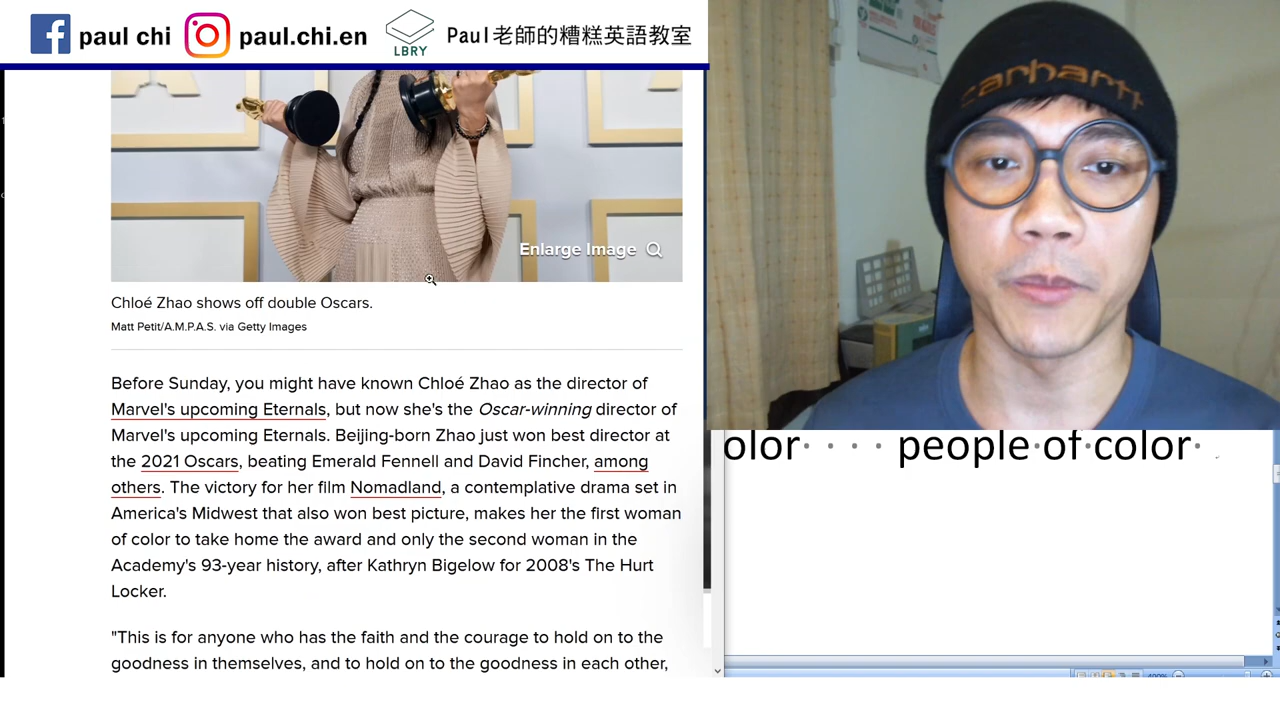 paul chi
paul.chi.en
LBRY
Paul老師的糟糕英語教室
carhartt
Enlarge Image
Chloé Zhao shows off double Oscars.
Matt Petit/A.M.P.A.S. via Getty Images
Before Sunday, you might have known Chloé Zhao as the director of
Marvel's upcoming Eternals, but now she's the Oscar-winning director of
Marvel's upcoming Eternals. Beijing-born Zhao just won best director at
the 2021 Oscars, beating Emerald Fennell and David Fincher, among
others. The victory for her film Nomadland, a contemplative drama set in
America's Midwest that also won best picture, makes her the first woman
of color to take home the award and only the second woman in the
Academy's 93-year history, after Kathryn Bigelow for 2008's The Hurt
Locker.
"This is for anyone who has the faith and the courage to hold on to the
goodness in themselves, and to hold on to the goodness in each other,
olor people of color